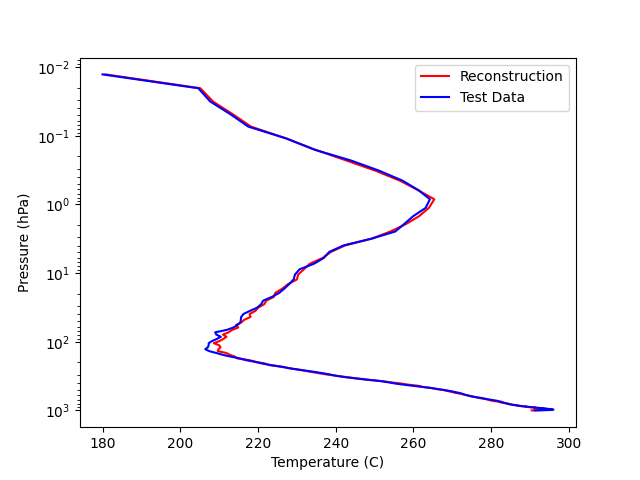 Reconstruction
Test Data
Pressure (hPa)
10⁻²
10⁻¹
10⁰
10¹
10²
10³
180 200 220 240 260 280 300
Temperature (C)